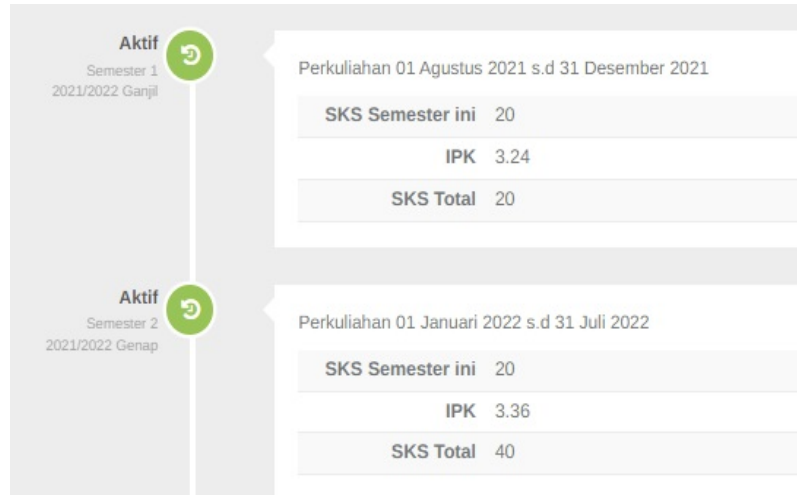 Aktif
Semester 1
2021/2022 Ganjil
Perkuliahan 01 Agustus 2021 s.d 31 Desember 2021
SKS Semester ini 20
IPK 3.24
SKS Total 20
Aktif
Semester 2
2021/2022 Genap
Perkuliahan 01 Januari 2022 s.d 31 Juli 2022
SKS Semester ini 20
IPK 3.36
SKS Total 40